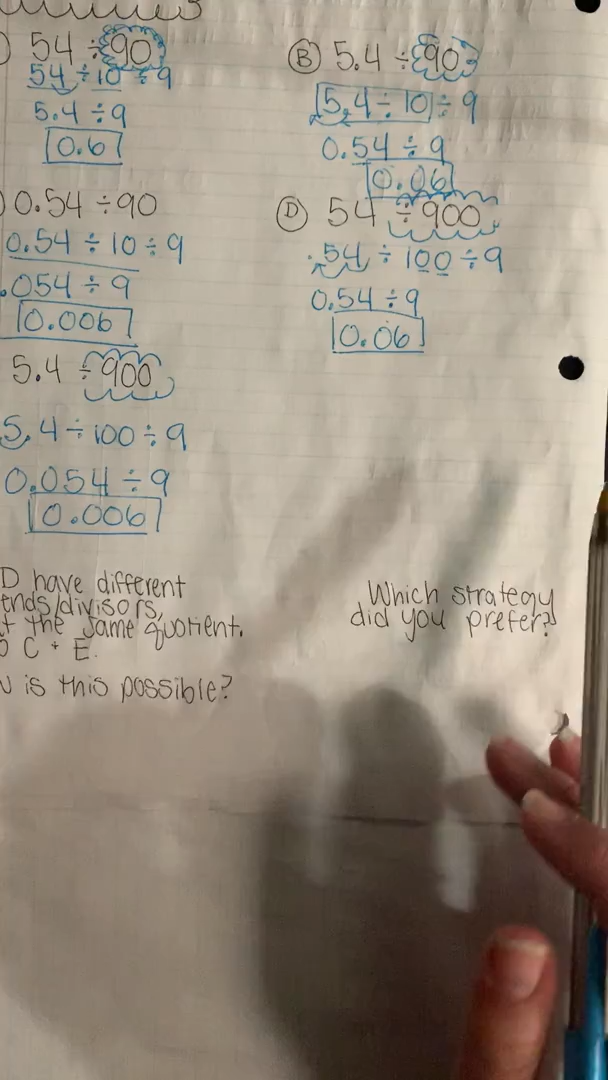 54 ÷ 90
54 ÷ 10 ÷ 9
5.4 ÷ 9
0.6
B 5.4 ÷ 90
5.4 ÷ 10 ÷ 9
0.54 ÷ 9
0.06
0.54 ÷ 90
0.54 ÷ 10 ÷ 9
.054 ÷ 9
0.006
D 54 ÷ 900
.54 ÷ 100 ÷ 9
0.54 ÷ 9
0.06
5.4 ÷ 900
5.4 ÷ 100 ÷ 9
0.054 ÷ 9
0.006
D have different
ends/divisors,
the same quotient.
C + E.
is this possible?
Which strategy
did you prefer?